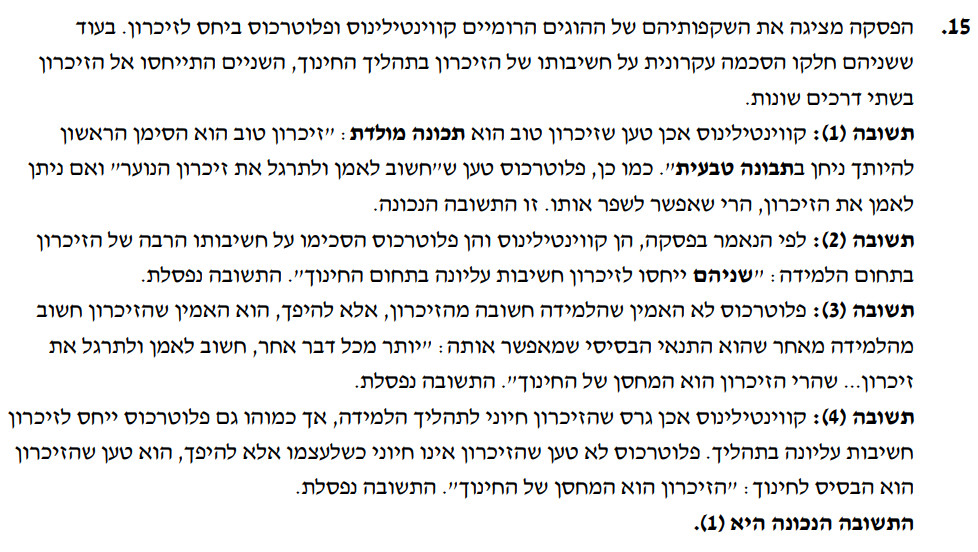 15. הפסקה מציגה את השקפותיהם של ההוגים הרומיים קווינטילינוס ופלוטרכוס ביחס לזיכרון. בעוד
ששניהם חלקו הסכמה עקרונית על חשיבותו של הזיכרון בתהליך החינוך, השניים התייחסו אל הזיכרון
בשתי דרכים שונות.
תשובה (1): קווינטילינוס אכן טען שזיכרון טוב הוא תכונה מולדת: "זיכרון טוב הוא הסימן הראשון
להיותך ניחן בתבונה טבעית". כמו כן, פלוטרכוס טען ש"חשוב לאמן ולתרגל את זיכרון הנוער" ואם ניתן
לאמן את הזיכרון, הרי שאפשר לשפר אותו. זו התשובה הנכונה.
תשובה (2): לפי הנאמר בפסקה, הן קווינטילינוס והן פלוטרכוס הסכימו על חשיבותו הרבה של הזיכרון
בתחום הלמידה: "שניהם ייחסו לזיכרון חשיבות עליונה בתחום החינוך". התשובה נפסלת.
תשובה (3): פלוטרכוס לא האמין שהלמידה חשובה מהזיכרון, אלא להיפך, הוא האמין שהזיכרון חשוב
מהלמידה מאחר שהוא התנאי הבסיסי שמאפשר אותה: "יותר מכל דבר אחר, חשוב לאמן ולתרגל את
זיכרון... שהרי הזיכרון הוא המחסן של החינוך". התשובה נפסלת.
תשובה (4): קווינטילינוס אכן גרס שהזיכרון חיוני לתהליך הלמידה, אך כמוהו גם פלוטרכוס ייחס לזיכרון
חשיבות עליונה בתהליך. פלוטרכוס לא טען שהזיכרון אינו חיוני כשלעצמו אלא להיפך, הוא טען שהזיכרון
הוא הבסיס לחינוך: "הזיכרון הוא המחסן של החינוך". התשובה נפסלת.
התשובה הנכונה היא (1).